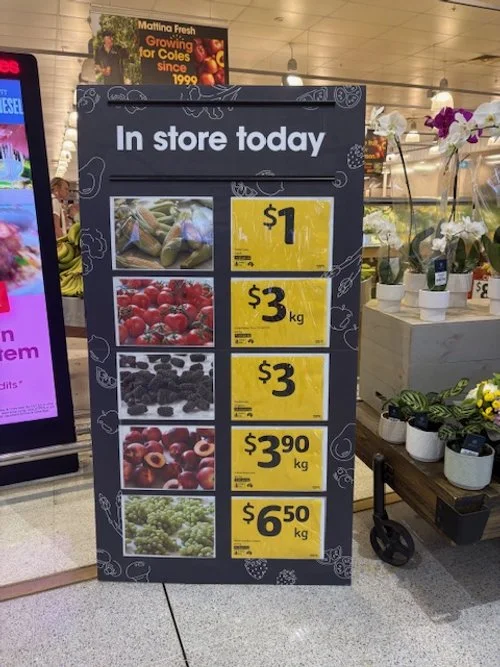 Mattina Fresh
Growing
for Coles
since
1999
In store today
$1
$3 kg
$3
$3 90 kg
$6 50 kg